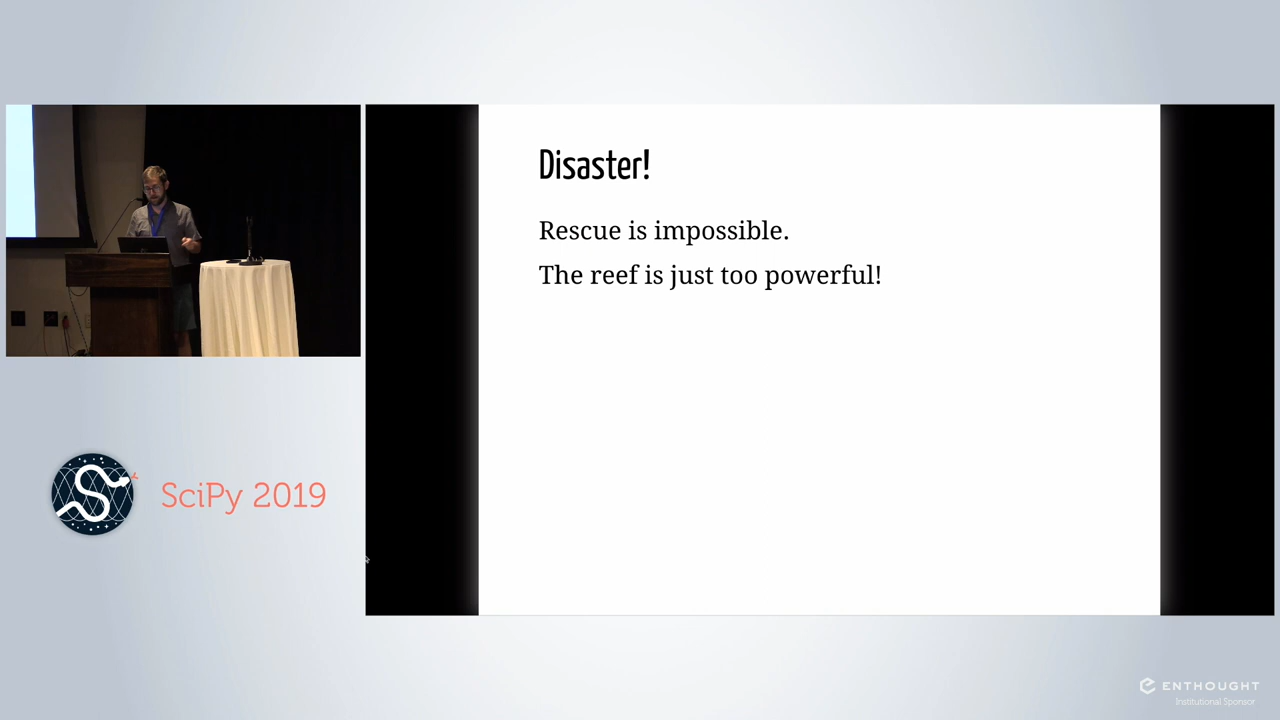 Disaster!
Rescue is impossible.
The reef is just too powerful!
SciPy 2019
ENTHOUGHT
Institutional Sponsor